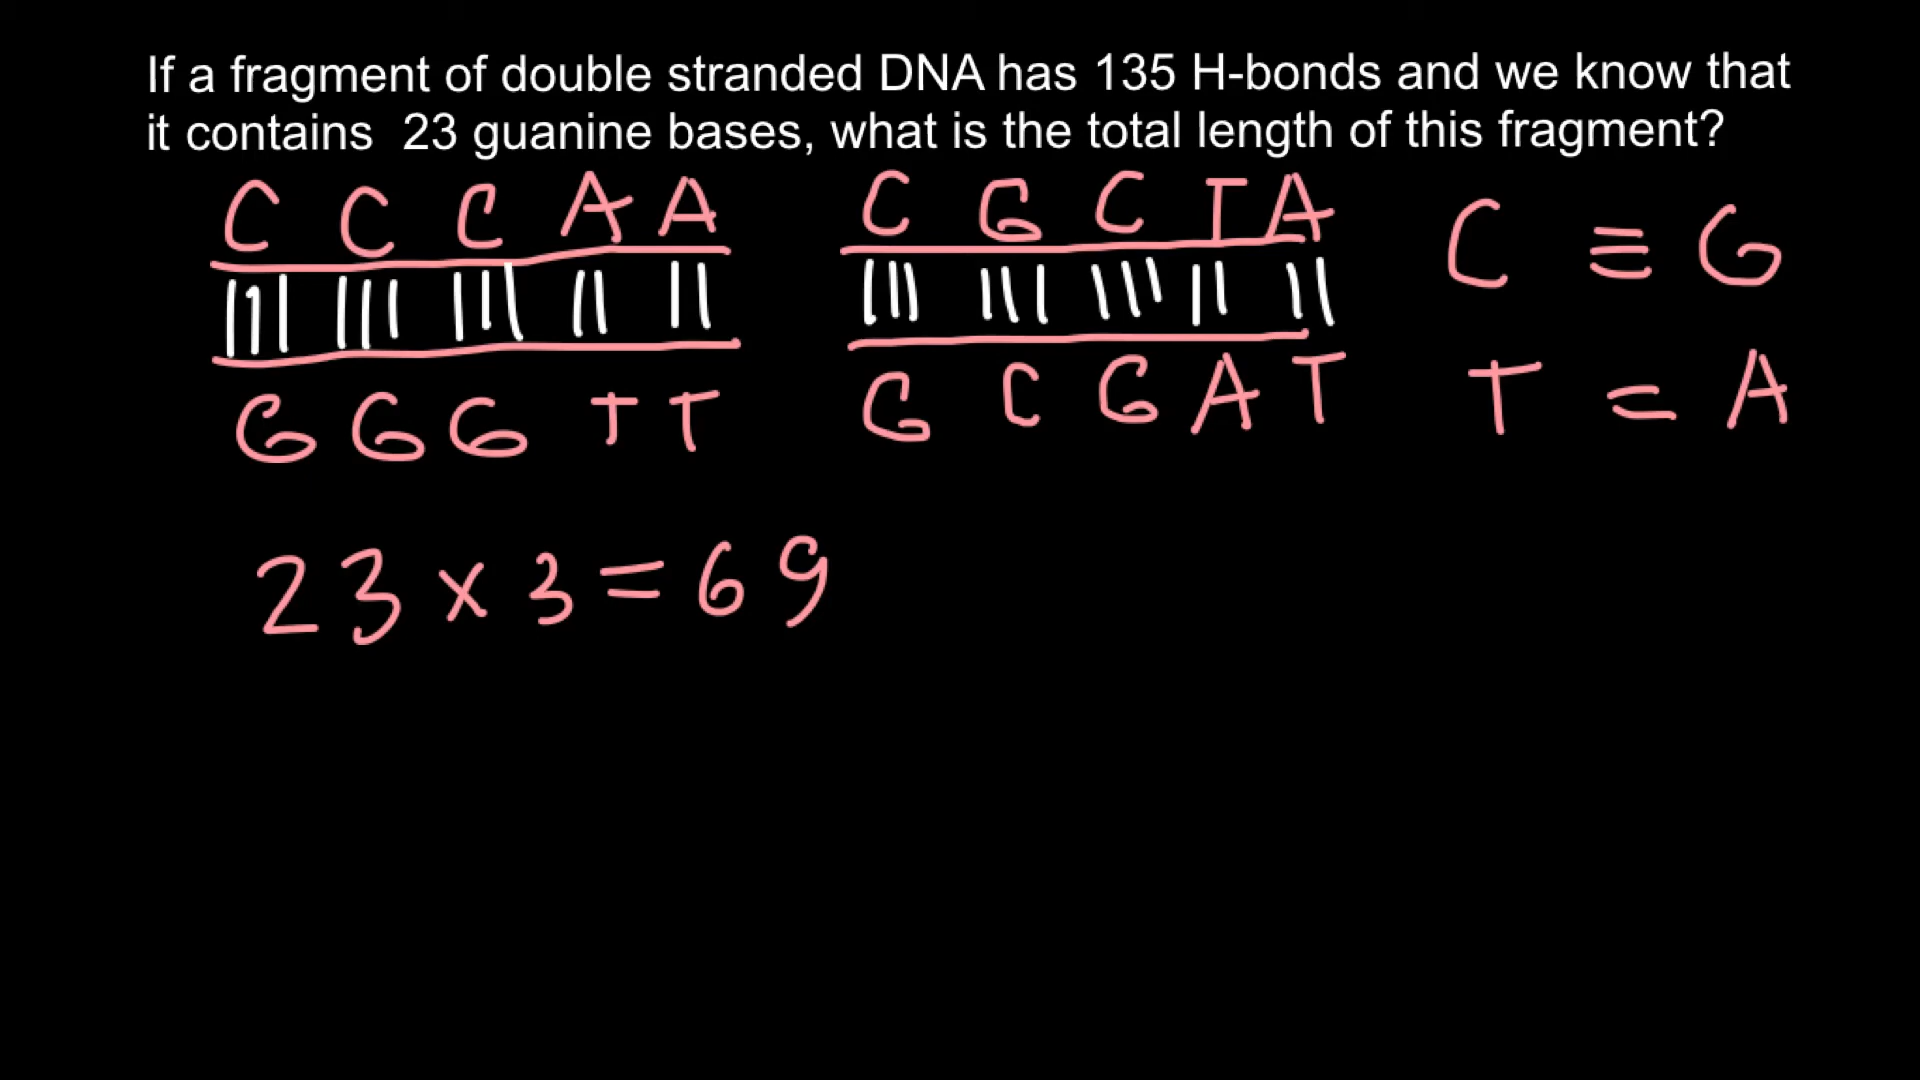 If a fragment of double stranded DNA has 135 H-bonds and we know that
it contains 23 guanine bases, what is the total length of this fragment?
C C C A A C G C T A C ≡ G
G G G T T G C G A T T = A
23 x 3 = 69